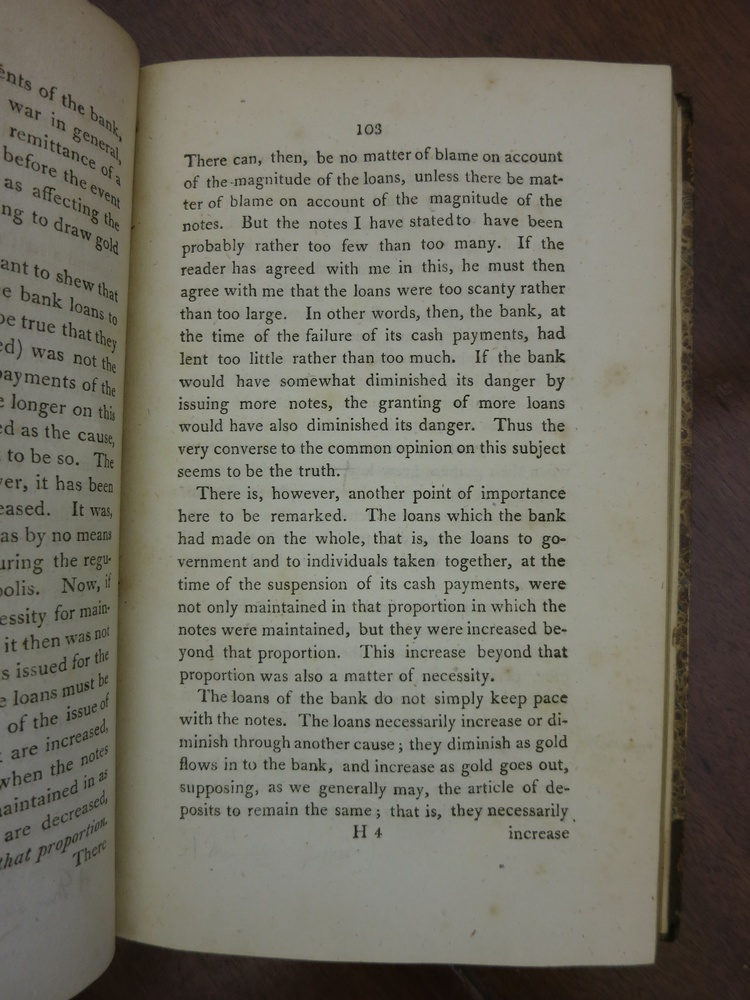 ents of the bank,
war in general,
remittance of a
before the event
as affecting the
ng to draw gold
ant to shew that
e bank loans to
be true that they
ed) was not the
payments of the
e longer on this
ed as the cause,
to be so. The
ver, it has been
eased. It was,
as by no means
uring the regu-
polis. Now, if
essity for main-
it then was not
s issued for the
e loans must be
of the issue of
are increased,
when the notes
maintained in as
are decreased,
that proportion.
There
103
There can, then, be no matter of blame on account
of the magnitude of the loans, unless there be mat-
ter of blame on account of the magnitude of the
notes. But the notes I have stated to have been
probably rather too few than too many. If the
reader has agreed with me in this, he must then
agree with me that the loans were too scanty rather
than too large. In other words, then, the bank, at
the time of the failure of its cash payments, had
lent too little rather than too much. If the bank
would have somewhat diminished its danger by
issuing more notes, the granting of more loans
would have also diminished its danger. Thus the
very converse to the common opinion on this subject
seems to be the truth.
There is, however, another point of importance
here to be remarked. The loans which the bank
had made on the whole, that is, the loans to go-
vernment and to individuals taken together, at the
time of the suspension of its cash payments, were
not only maintained in that proportion in which the
notes were maintained, but they were increased be-
yond that proportion. This increase beyond that
proportion was also a matter of necessity.
The loans of the bank do not simply keep pace
with the notes. The loans necessarily increase or di-
minish through another cause; they diminish as gold
flows in to the bank, and increase as gold goes out,
supposing, as we generally may, the article of de-
posits to remain the same; that is, they necessarily
H 4 increase